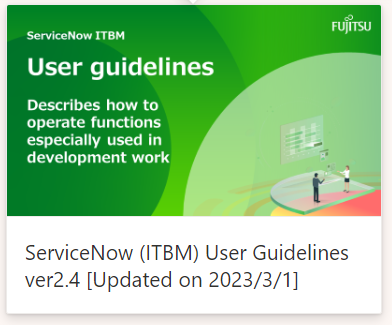 ServiceNow ITBM
FUJITSU
User guidelines
Describes how to
operate functions
especially used in
development work
ServiceNow (ITBM) User Guidelines
ver2.4 [Updated on 2023/3/1]